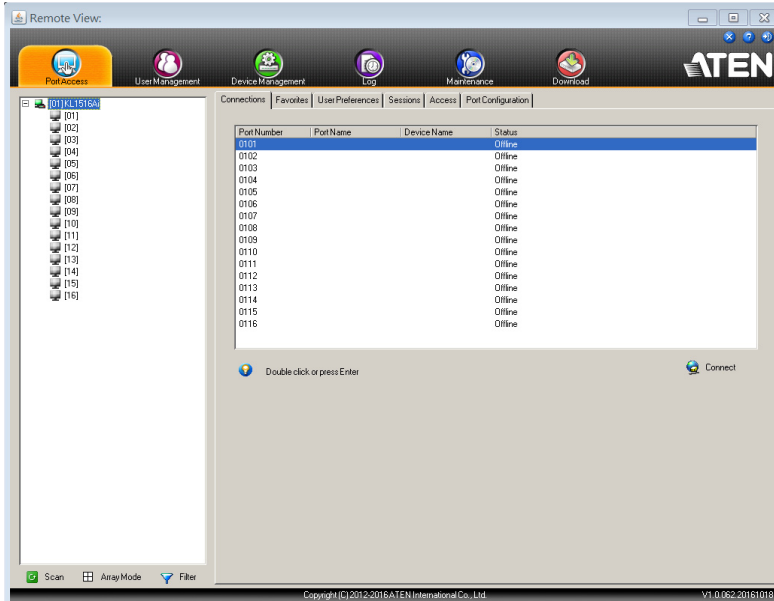 Remote View:
ATEN
Port Access User Management Device Management Log Maintenance Download
[01]KL1516Ai
[01]
[02]
[03]
[04]
[05]
[06]
[07]
[08]
[09]
[10]
[11]
[12]
[13]
[14]
[15]
[16]
Connections Favorites User Preferences Sessions Access Port Configuration
Port Number Port Name Device Name Status
0101 Offline
0102 Offline
0103 Offline
0104 Offline
0105 Offline
0106 Offline
0107 Offline
0108 Offline
0109 Offline
0110 Offline
0111 Offline
0112 Offline
0113 Offline
0114 Offline
0115 Offline
0116 Offline
Double click or press Enter
Connect
Scan Array Mode Filter
Copyright (C) 2012-2016 ATEN International Co., Ltd.
V1.0.062.20161018